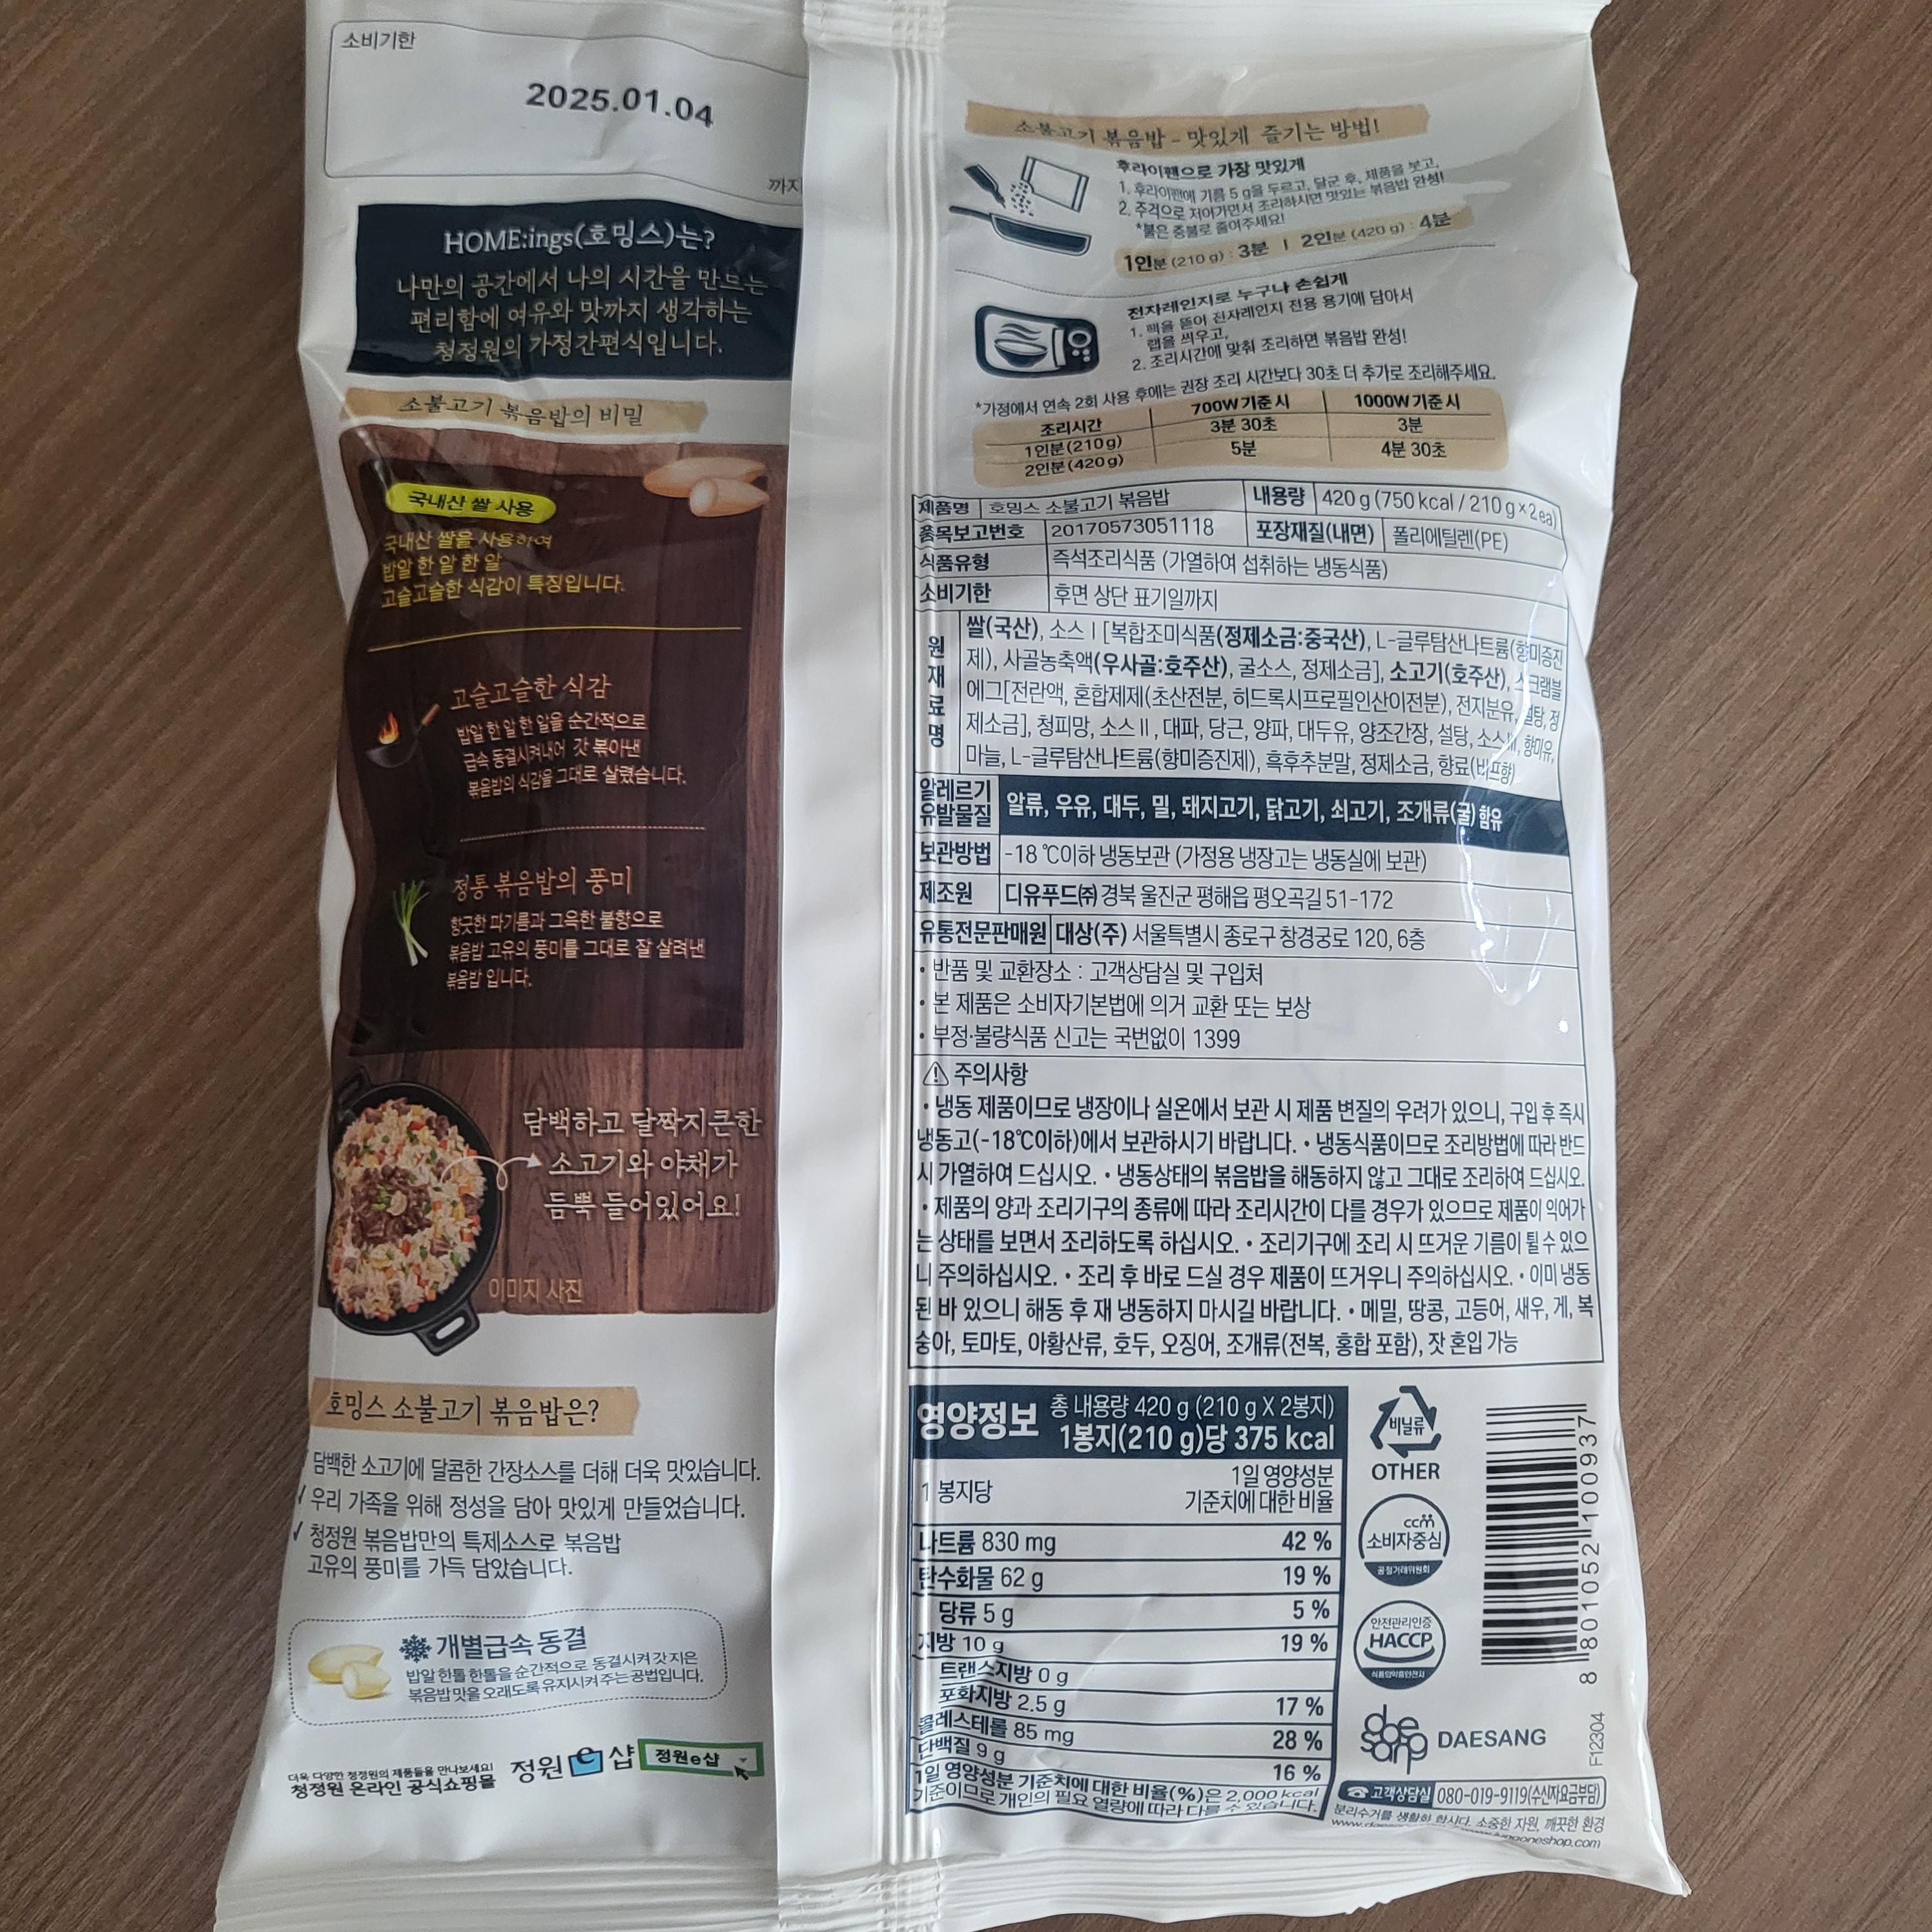 소비기한
2025.01.04
까지
HOME:ings(호밍스)는?
나만의 공간에서 나의 시간을 만드는
편리함에 여유와 맛까지 생각하는
청정원의 가정간편식입니다.
소불고기 볶음밥의 비밀
국내산 쌀 사용
국내산 쌀을 사용하여
밥알 한 알 한 알
고슬고슬한 식감이 특징입니다.
고슬고슬한 식감
밥알 한 알 한 알을 순간적으로
급속 동결시켜내어 갓 볶아낸
볶음밥의 식감을 그대로 살렸습니다.
정통 볶음밥의 풍미
향긋한 파기름과 그윽한 불향으로
볶음밥 고유의 풍미를 그대로 잘 살려낸
볶음밥 입니다.
담백하고 달짝지큰한
소고기와 야채가
듬뿍 들어있어요!
이미지 사진
호밍스 소불고기 볶음밥은?
담백한 소고기에 달콤한 간장소스를 더해 더욱 맛있습니다.
✓ 우리 가족을 위해 정성을 담아 맛있게 만들었습니다.
✓ 청정원 볶음밥만의 특제소스로 볶음밥
고유의 풍미를 가득 담았습니다.
개별급속동결
밥알 한톨 한톨을 순간적으로 동결시켜 갓 지은
볶음밥 맛을 오래도록 유지시켜 주는 공법입니다.
더욱 다양한 청정원의 제품들을 만나보세요!
청정원 온라인 공식쇼핑몰
정원e샵
정원e샵
소불고기 볶음밥 - 맛있게 즐기는 방법!
후라이팬으로 가장 맛있게
1. 후라이팬에 기름 5 g을 두르고, 달군 후, 제품을 붓고,
2. 주걱으로 저어가면서 조리하시면 맛있는 볶음밥 완성!
*불은 중불로 줄여주세요!
1인분 (210 g) : 3분 | 2인분 (420 g) : 4분
전자레인지로 누구나 손쉽게
1. 팩을 뜯어 전자레인지 전용 용기에 담아서
랩을 씌우고,
2. 조리시간에 맞춰 조리하면 볶음밥 완성!
*가정에서 연속 2회 사용 후에는 권장 조리 시간보다 30초 더 추가로 조리해주세요.
조리시간 700W 기준 시 1000W 기준 시
1인분(210g) 3분 30초 3분
2인분(420g) 5분 4분 30초
제품명 호밍스 소불고기 볶음밥 내용량 420 g (750 kcal / 210 g×2ea)
품목보고번호 20170573051118 포장재질(내면) 폴리에틸렌(PE)
식품유형 즉석조리식품 (가열하여 섭취하는 냉동식품)
소비기한 후면 상단 표기일까지
원재료명
쌀(국산), 소스Ⅰ[복합조미식품(정제소금:중국산), L-글루탐산나트륨(향미증진
제), 사골농축액(우사골:호주산), 굴소스, 정제소금], 소고기(호주산), 스크램블
에그[전란액, 혼합제제(초산전분, 히드록시프로필인산이전분), 전지분유, 설탕, 정
제소금], 청피망, 소스Ⅱ, 대파, 당근, 양파, 대두유, 양조간장, 설탕, 소스Ⅲ, 향미유,
마늘, L-글루탐산나트륨(향미증진제), 흑후추분말, 정제소금, 향료(비프향)
알레르기 유발물질 알류, 우유, 대두, 밀, 돼지고기, 닭고기, 쇠고기, 조개류(굴) 함유
보관방법 -18 ℃이하 냉동보관 (가정용 냉장고는 냉동실에 보관)
제조원 디유푸드㈜ 경북 울진군 평해읍 평오곡길 51-172
유통전문판매원 대상(주) 서울특별시 종로구 창경궁로 120, 6층
• 반품 및 교환장소 : 고객상담실 및 구입처
• 본 제품은 소비자기본법에 의거 교환 또는 보상
• 부정·불량식품 신고는 국번없이 1399
⚠ 주의사항
• 냉동 제품이므로 냉장이나 실온에서 보관 시 제품 변질의 우려가 있으니, 구입 후 즉시
냉동고(-18℃이하)에서 보관하시기 바랍니다. • 냉동식품이므로 조리방법에 따라 반드
시 가열하여 드십시오. • 냉동상태의 볶음밥을 해동하지 않고 그대로 조리하여 드십시오.
• 제품의 양과 조리기구의 종류에 따라 조리시간이 다를 경우가 있으므로 제품이 익어가
는 상태를 보면서 조리하도록 하십시오. • 조리기구에 조리 시 뜨거운 기름이 튈 수 있으
니 주의하십시오. • 조리 후 바로 드실 경우 제품이 뜨거우니 주의하십시오. • 이미 냉동
된 바 있으니 해동 후 재 냉동하지 마시길 바랍니다. • 메밀, 땅콩, 고등어, 새우, 게, 복
숭아, 토마토, 아황산류, 호두, 오징어, 조개류(전복, 홍합 포함), 잣 혼입 가능
영양정보 총 내용량 420 g (210 g X 2봉지)
1봉지(210 g)당 375 kcal
1 봉지당 1일 영양성분
기준치에 대한 비율
나트륨 830 mg 42 %
탄수화물 62 g 19 %
당류 5 g 5 %
지방 10 g 19 %
트랜스지방 0 g
포화지방 2.5 g 17 %
콜레스테롤 85 mg 28 %
단백질 9 g 16 %
1일 영양성분 기준치에 대한 비율(%)은 2,000 kcal
기준이므로 개인의 필요 열량에 따라 다를 수 있습니다.
비닐류
OTHER
ccm
소비자중심
공정거래위원회
안전관리인증
HACCP
식품의약품안전처
8 801052 100937
daesang DAESANG
F12304
고객상담실 080-019-9119(수신자요금부담)
분리수거를 생활화 합시다. 소중한 자원, 깨끗한 환경